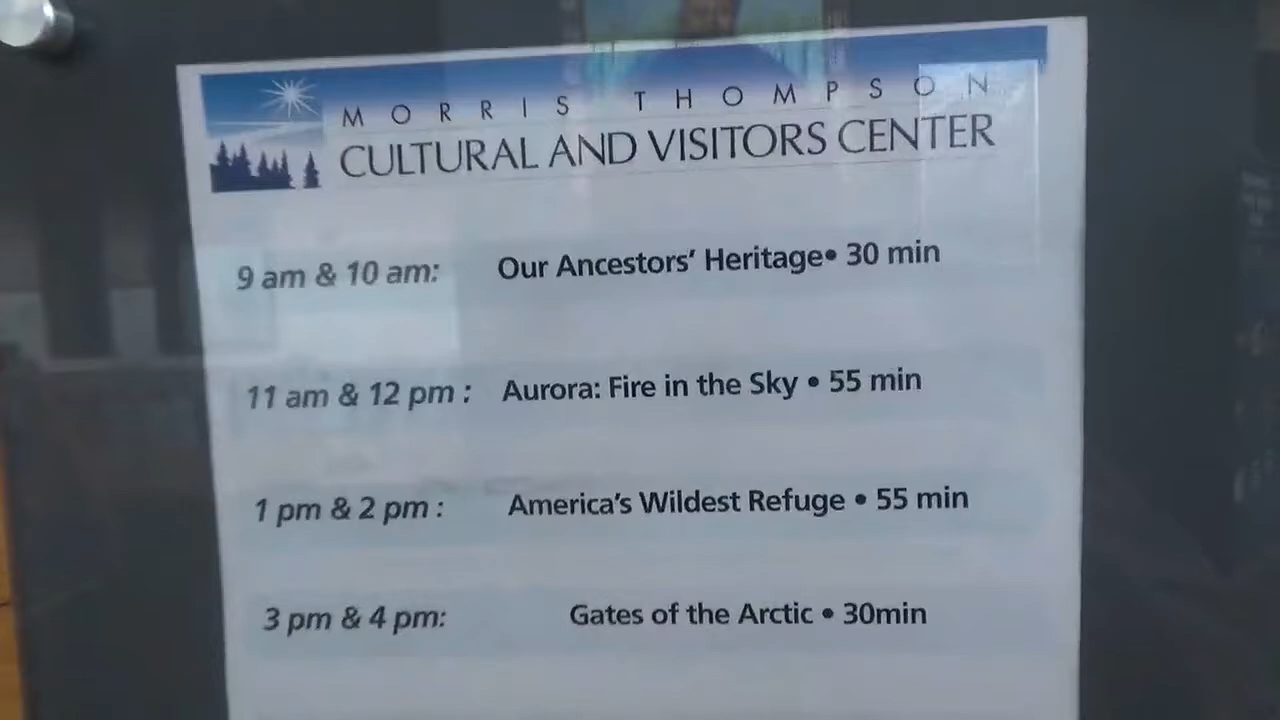 MORRIS THOMPSON
CULTURAL AND VISITORS CENTER
9 am & 10 am: Our Ancestors’ Heritage• 30 min
11 am & 12 pm : Aurora: Fire in the Sky • 55 min
1 pm & 2 pm : America’s Wildest Refuge • 55 min
3 pm & 4 pm: Gates of the Arctic • 30min